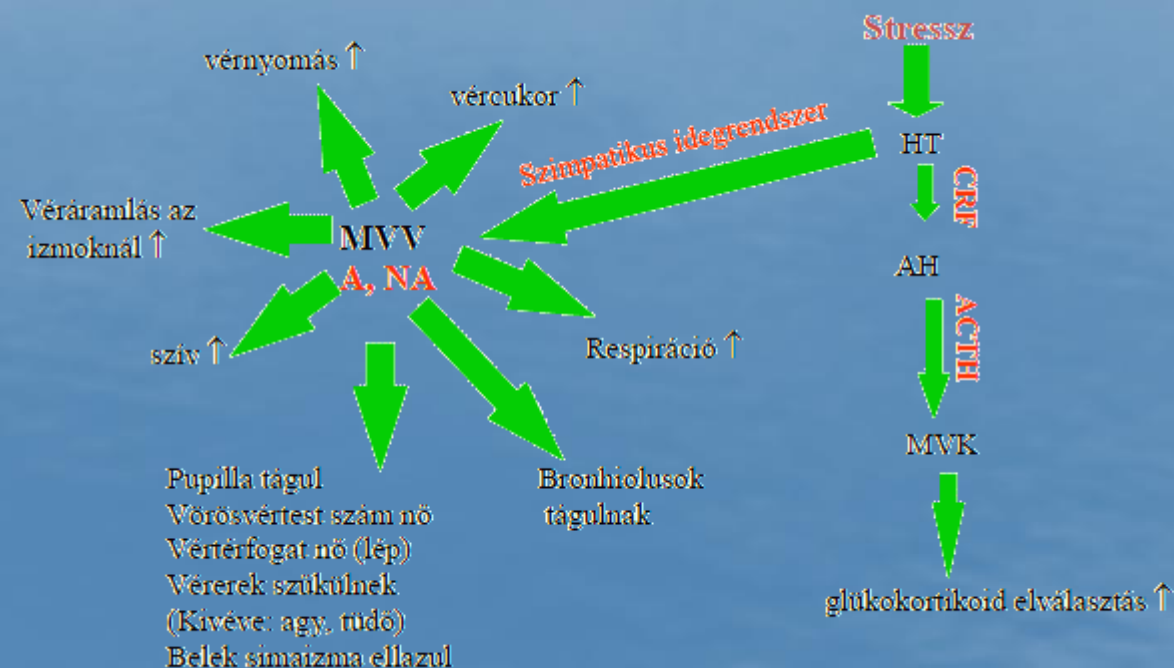 Stressz
vérnyomás ↑
vércukor ↑
Szimpatikus idegrendszer
HT
CRF
Véráramlás az
izmoknál ↑
MVV
A, NA
AH
ACTH
szív ↑
Respiráció ↑
MVK
Pupilla tágul
Vörösvértest szám nő
Vértérfogat nő (lép)
Vérerek szűkülnek
(Kivéve: agy, tüdő)
Belek simaizma ellazul
Bronhiolusok
tágulnak
glükokortikoid elválasztás ↑